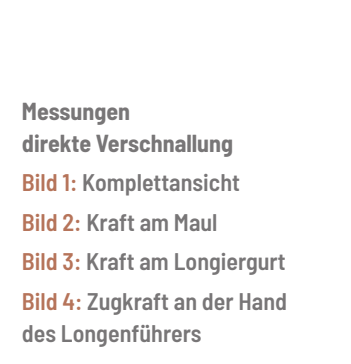 Messungen
direkte Verschnallung
Bild 1: Komplettansicht
Bild 2: Kraft am Maul
Bild 3: Kraft am Longiergurt
Bild 4: Zugkraft an der Hand
des Longenführers